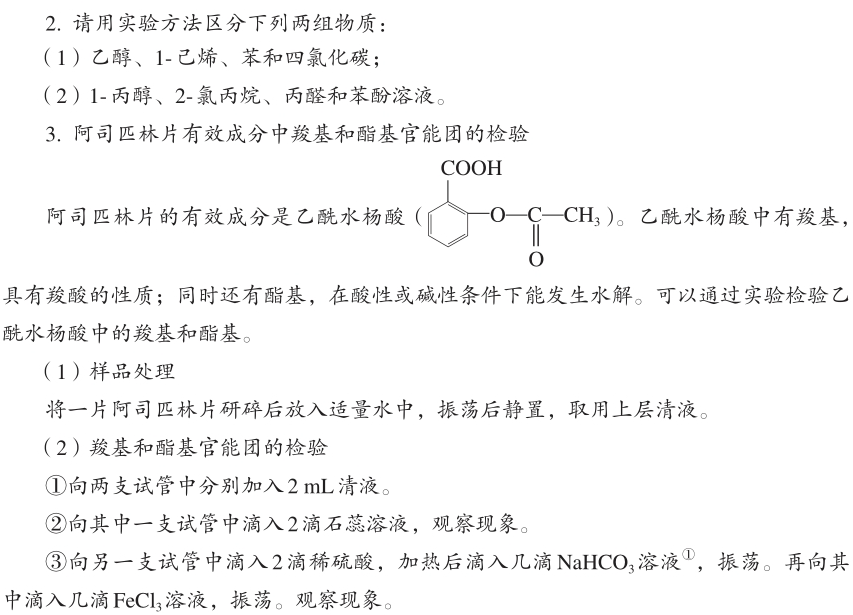 2. 请用实验方法区分下列两组物质：
（1）乙醇、1-己烯、苯和四氯化碳；
（2）1-丙醇、2-氯丙烷、丙醛和苯酚溶液。
3. 阿司匹林片有效成分中羧基和酯基官能团的检验
COOH
阿司匹林片的有效成分是乙酰水杨酸（ O—C—CH₃）。乙酰水杨酸中有羧基，
O
具有羧酸的性质；同时还有酯基，在酸性或碱性条件下能发生水解。可以通过实验检验乙
酰水杨酸中的羧基和酯基。
（1）样品处理
将一片阿司匹林片研碎后放入适量水中，振荡后静置，取用上层清液。
（2）羧基和酯基官能团的检验
①向两支试管中分别加入2 mL清液。
②向其中一支试管中滴入2滴石蕊溶液，观察现象。
③向另一支试管中滴入2滴稀硫酸，加热后滴入几滴NaHCO₃溶液①，振荡。再向其
中滴入几滴FeCl₃溶液，振荡。观察现象。